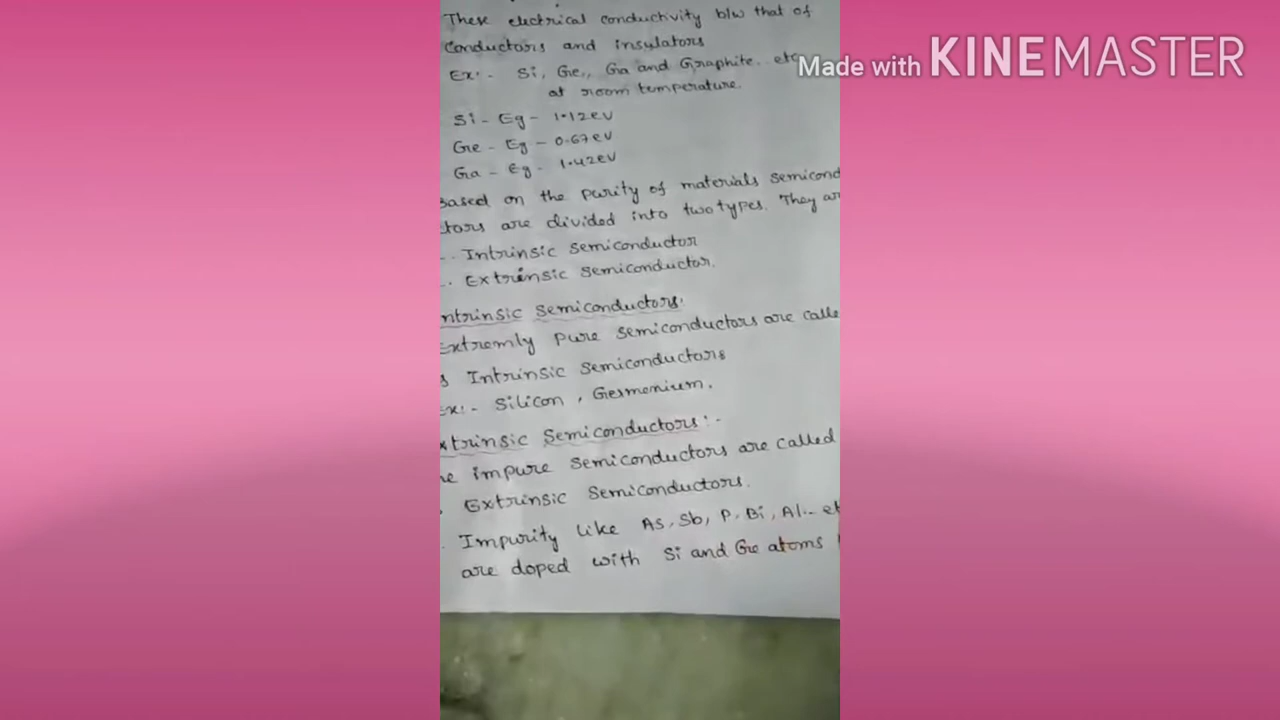 Made with KINEMASTER
These electrical conductivity b/w that of
conductors and insulators
Ex:- Si, Ge, Ga and Graphite. etc
at room temperature.
Si - Eg - 1.12eV
Ge - Eg - 0.67eV
Ga - Eg - 1.42eV
Based on the purity of materials semicond
ctors are divided into two types. They ar
Intrinsic semiconductor
Extrinsic semiconductor.
ntrinsic semiconductors.
Extremly pure semiconductors are calle
s Intrinsic semiconductors
Ex:- Silicon, Germenium.
xtrinsic semiconductors:-
he impure semiconductors are called
Extrinsic semiconductors.
Impurity like As, Sb, P, Bi, Al... et
are doped with Si and Ge atoms